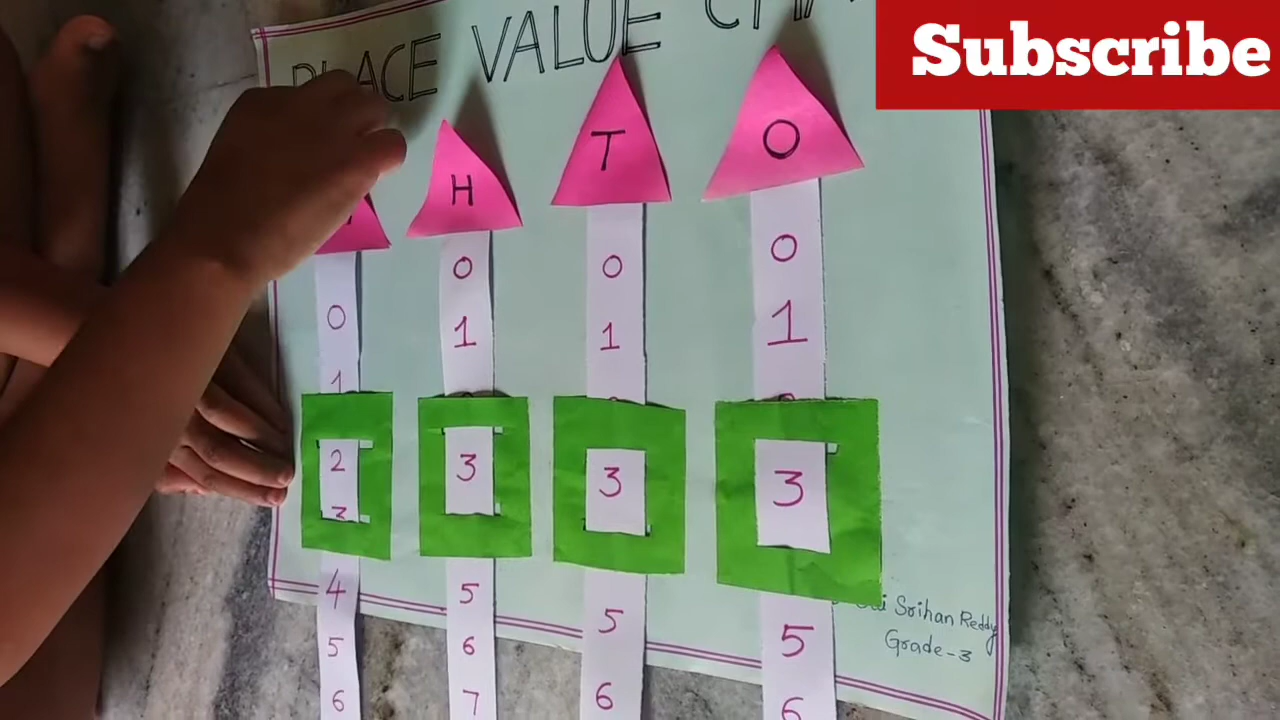 Subscribe
PLACE VALUE
H T O
0 0 0 0
1 1 1 1
2 3 3 3
3
4 5 5 5
5 6 6 6
6 7
Srihan Reddy
Grade-3